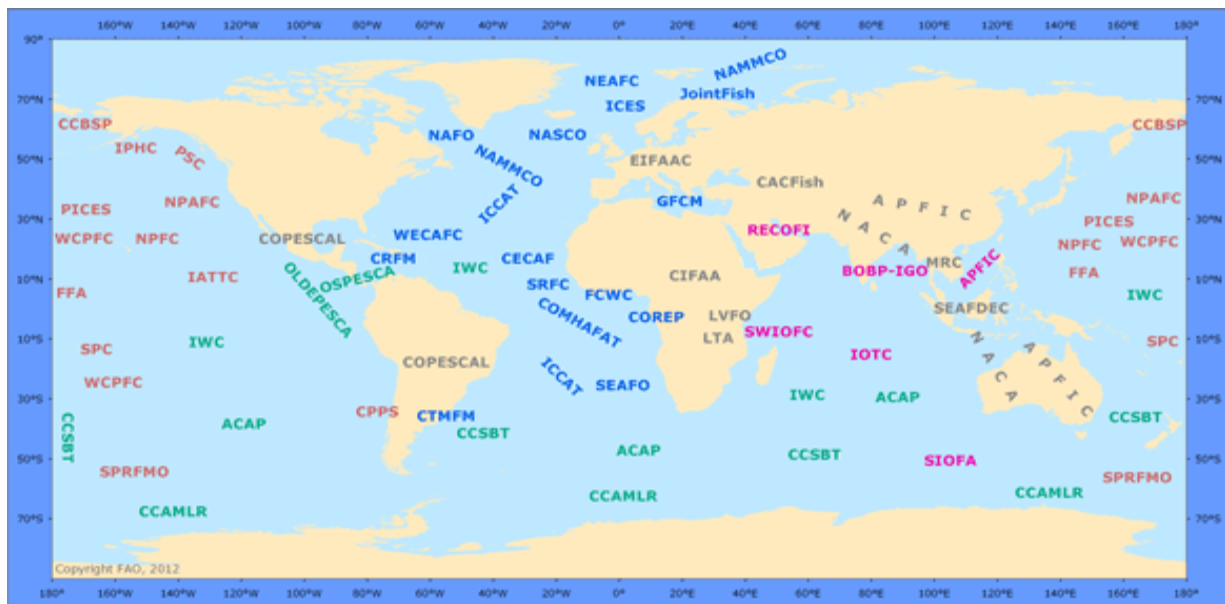 160°W 140°W 120°W 100°W 80°W 60°W 40°W 20°W 0° 20°E 40°E 60°E 80°E 100°E 120°E 140°E 160°E 180°
90°
NAMMCO
NEAFC
70°N JointFish 70°N
ICES
CCBSP CCBSP
NAFO NASCO
IPHC PSC NAMMCO EIFAAC
50°N 50°N
CACFish
ICCAT
NPAFC GFCM APFIC NPAFC
PICES NACA PICES
30°N 30°N
WCPFC NPFC COPESCAL WECAFC RECOFI NPFC WCPFC
CRFM CECAF MRC APFIC
IATTC OLDEPESCA OSPESCA IWC CIFAA BOBP-IGO FFA
10°N 10°N
FFA SRFC FCWC IWC
COMHAFAT COREP LVFO SEAFDEC
SPC IWC LTA SWIOFC SPC
10°S 10°S
COPESCAL IOTC NACA APFIC
WCPFC ICCAT SEAFO
IWC ACAP
30°S 30°S
CPPS CTMFM
CCSBT ACAP CCSBT CCSBT
ACAP CCSBT SIOFA
50°S 50°S
SPRFMO SPRFMO
CCAMLR CCAMLR CCAMLR
70°S 70°S
Copyright FAO, 2012
180° 160°W 140°W 120°W 100°W 80°W 60°W 40°W 20°W 0° 20°E 40°E 60°E 80°E 100°E 120°E 140°E 160°E 180°